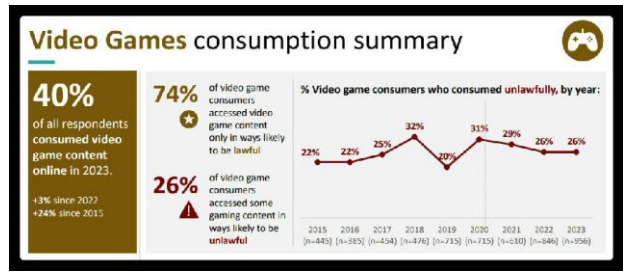 Video Games consumption summary
40%
of all respondents
consumed video
game content
online in 2023.
+3% since 2022
+24% since 2015
74%
of video game
consumers
accessed video
game content
only in ways likely
to be lawful
26%
of video game
consumers
accessed some
gaming content in
ways likely to be
unlawful
% Video game consumers who consumed unlawfully, by year:
22% 22% 25% 32% 20% 31% 29% 26% 26%
2015 2016 2017 2018 2019 2020 2021 2022 2023
(n=445) (n=385) (n=454) (n=476) (n=715) (n=715) (n=610) (n=846) (n=956)